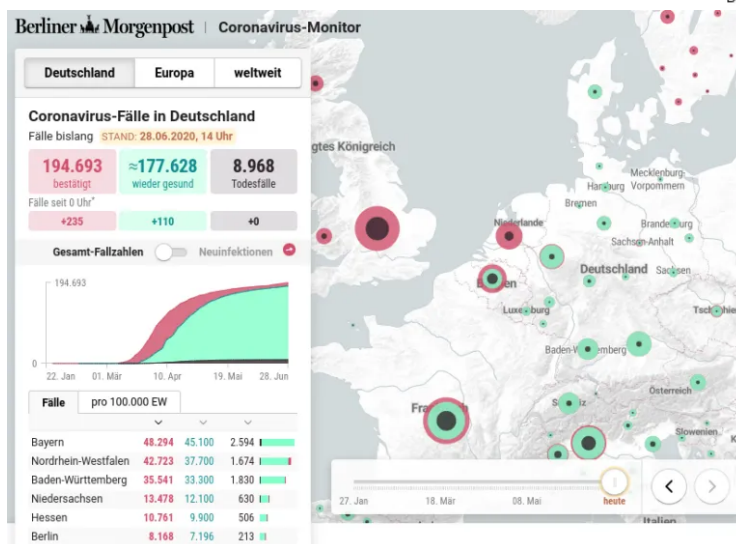 Berliner Morgenpost | Coronavirus-Monitor
Deutschland Europa weltweit
Coronavirus-Fälle in Deutschland
Fälle bislang STAND: 28.06.2020, 14 Uhr
194.693 ≈177.628 8.968
bestätigt wieder gesund Todesfälle
Fälle seit 0 Uhr*
+235 +110 +0
Gesamt-Fallzahlen Neuinfektionen
194.693
0
22. Jan 01. Mär 10. Apr 19. Mai 28. Jun
Fälle pro 100.000 EW
Bayern 48.294 45.100 2.594
Nordrhein-Westfalen 42.723 37.700 1.674
Baden-Württemberg 35.541 33.300 1.830
Niedersachsen 13.478 12.100 630
Hessen 10.761 9.900 506
Berlin 8.168 7.196 213
gtes Königreich
Mecklenburg-
Hamburg Vorpommern
Bremen
Niederlande
Brandeburg
Sachsen-Anhalt
Deutschland Sachsen
Luxemburg
Baden-W emberg
Österreich
Slowenien
27. Jan 18. Mär 08. Mai heute
Italien